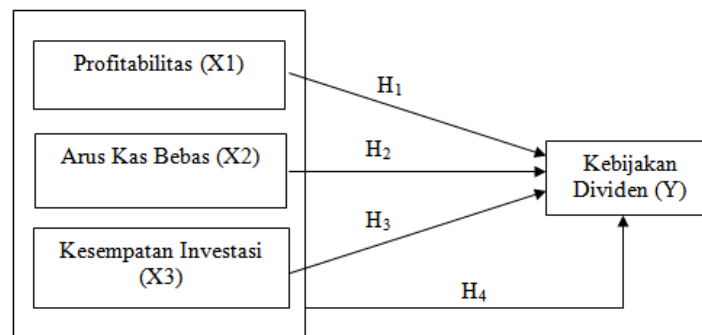 Profitabilitas (X1)
H1
Arus Kas Bebas (X2)
H2
Kebijakan
Dividen (Y)
H3
Kesempatan Investasi
(X3)
H4